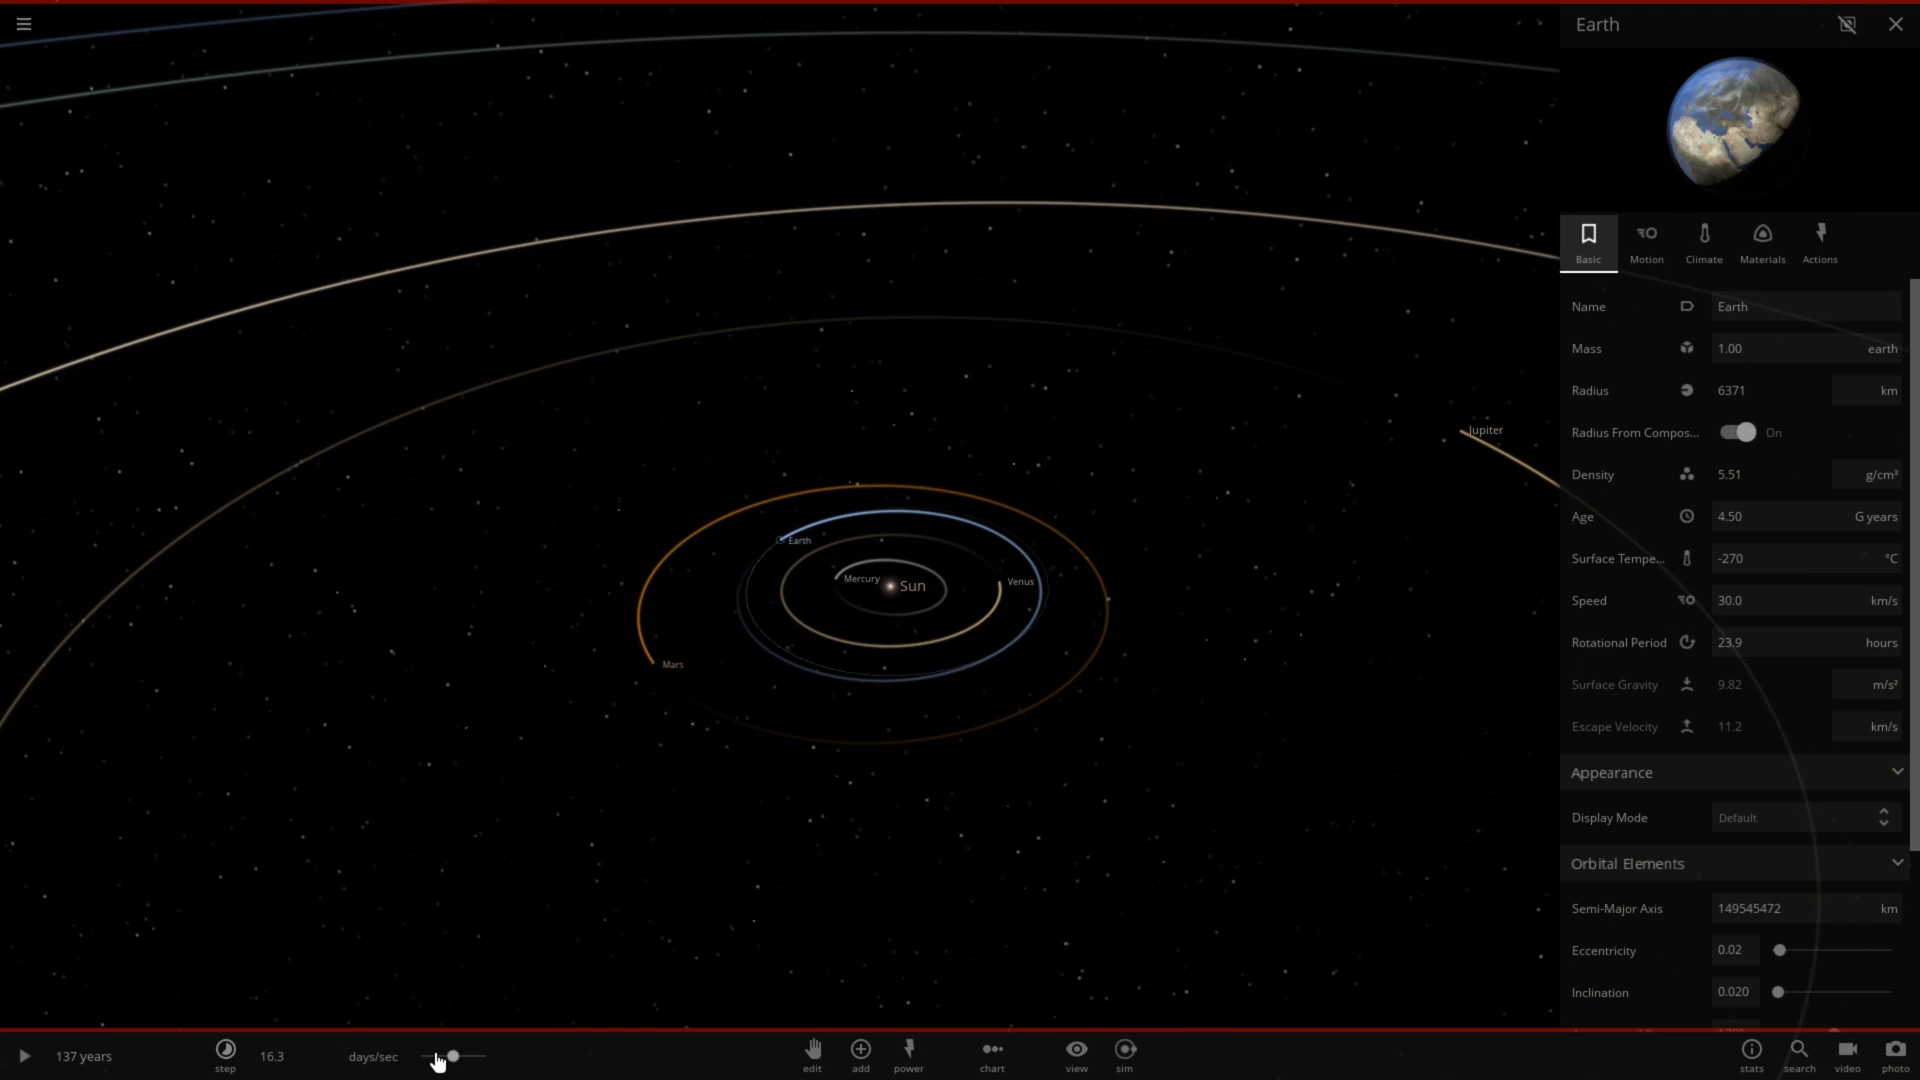 Earth
Basic
Motion
Climate
Materials
Actions
Name Earth
Mass 1.00 earth
Radius 6371 km
Radius From Compos... On
Density 5.51 g/cm³
Age 4.50 G years
Surface Tempe... -270 °C
Speed 30.0 km/s
Rotational Period 23.9 hours
Surface Gravity 9.82 m/s²
Escape Velocity 11.2 km/s
Appearance
Display Mode Default
Orbital Elements
Semi-Major Axis 149545472 km
Eccentricity 0.02
Inclination 0.020
Jupiter
Earth
Mercury
Sun
Venus
Mars
137 years
step
16.3 days/sec
edit
add
power
chart
view
sim
stats
search
video
photo